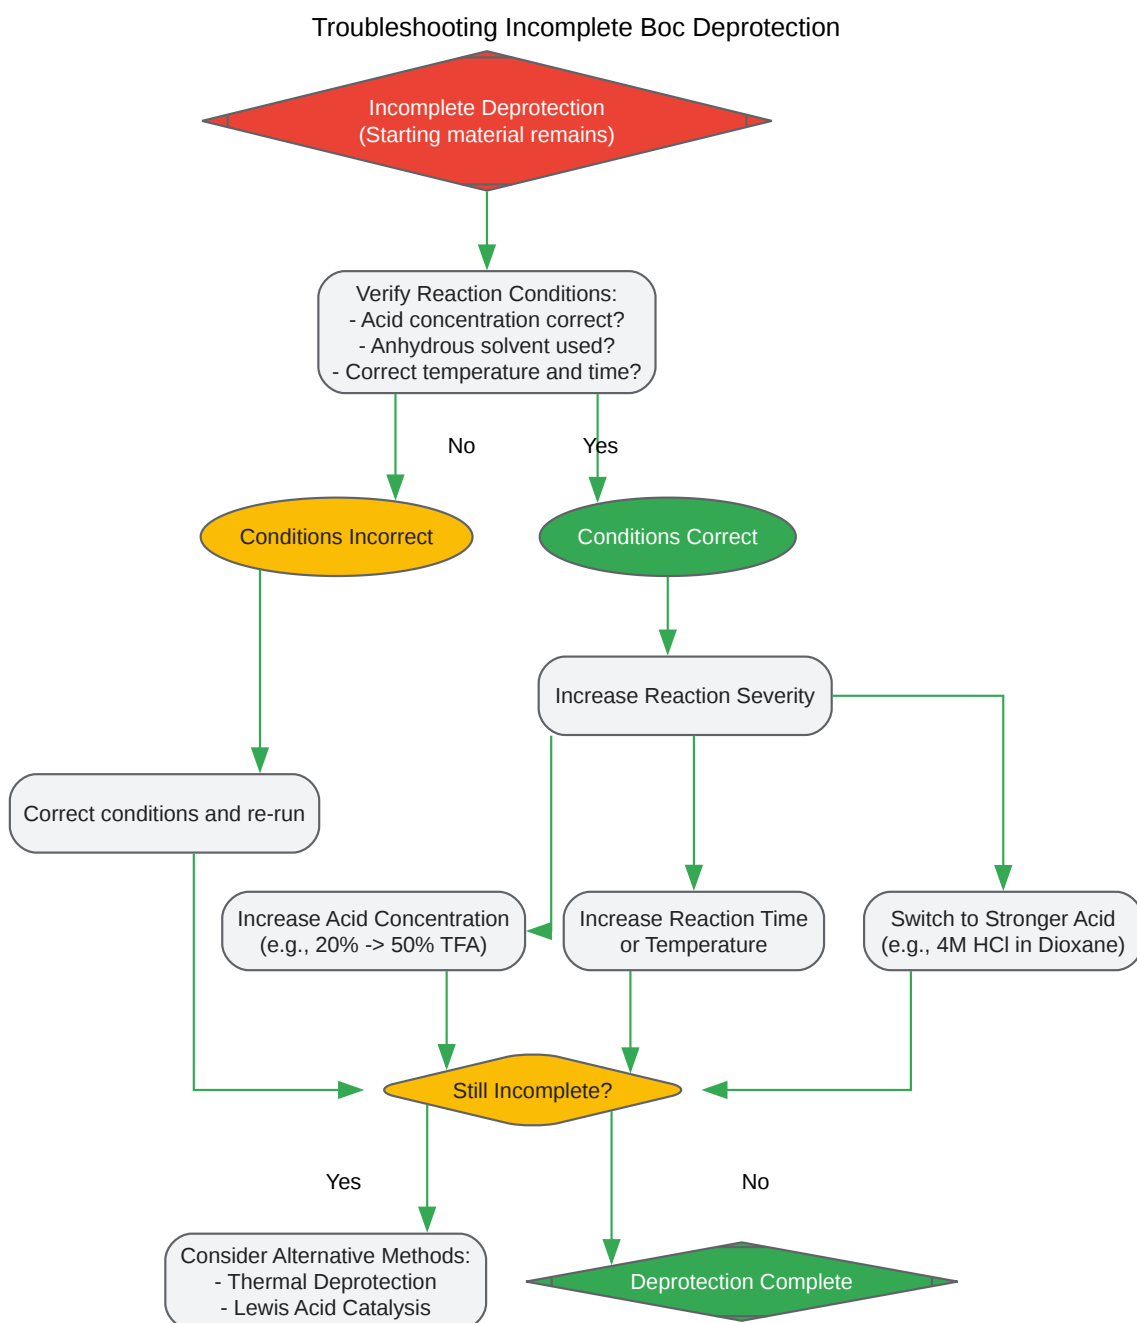 Troubleshooting Incomplete Boc Deprotection
Incomplete Deprotection
(Starting material remains)
Verify Reaction Conditions:
- Acid concentration correct?
- Anhydrous solvent used?
- Correct temperature and time?
No
Yes
Conditions Incorrect
Conditions Correct
Increase Reaction Severity
Correct conditions and re-run
Increase Acid Concentration
(e.g., 20% -> 50% TFA)
Increase Reaction Time
or Temperature
Switch to Stronger Acid
(e.g., 4M HCl in Dioxane)
Still Incomplete?
Yes
No
Consider Alternative Methods:
- Thermal Deprotection
- Lewis Acid Catalysis
Deprotection Complete